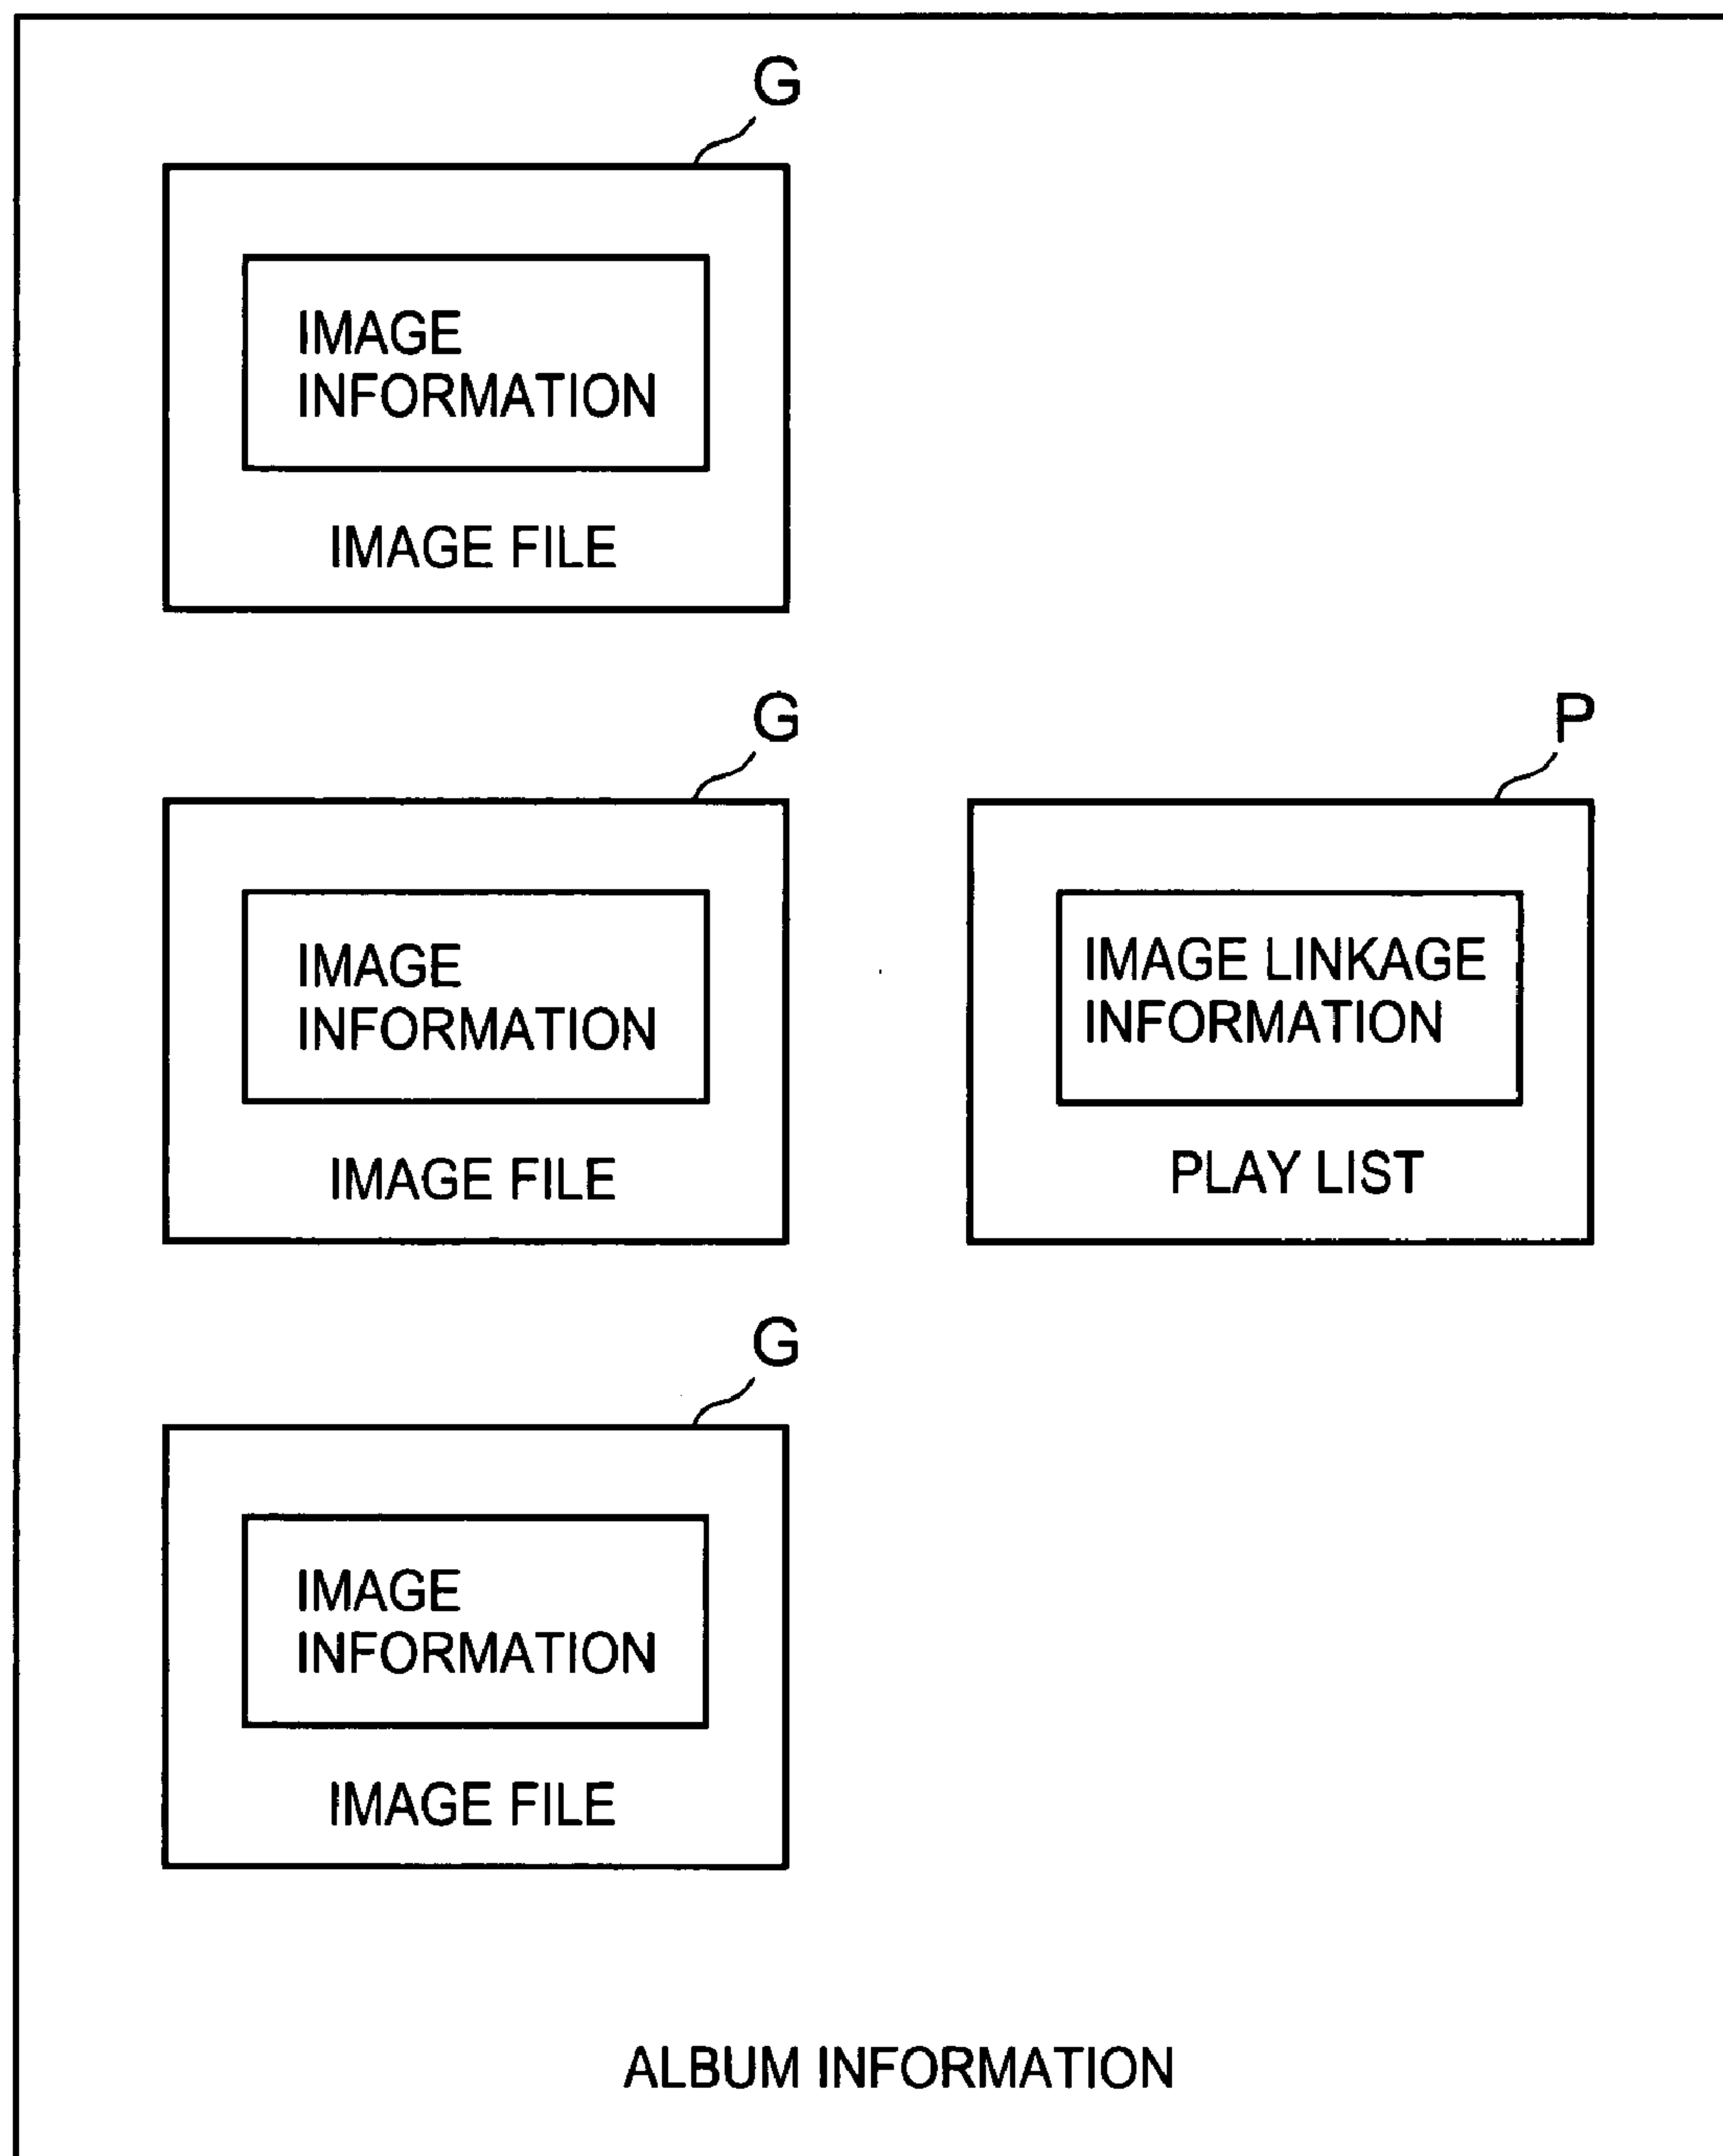 G
IMAGE
INFORMATION
IMAGE FILE
G
IMAGE
INFORMATION
IMAGE FILE
P
IMAGE LINKAGE
INFORMATION
PLAY LIST
G
IMAGE
INFORMATION
IMAGE FILE
ALBUM INFORMATION